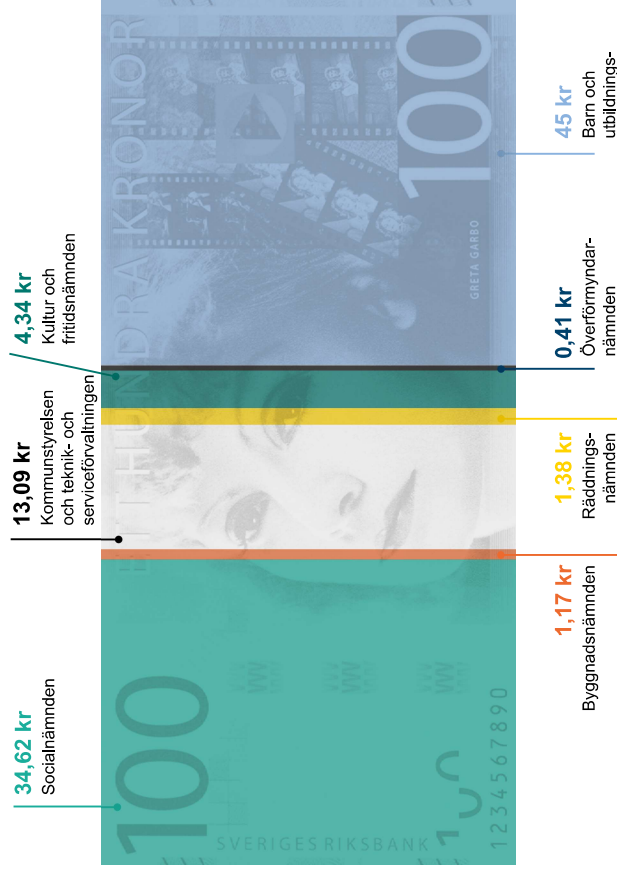 34,62 kr
Socialnämnden
13,09 kr
Kommunstyrelsen
och teknik- och
serviceförvaltningen
4,34 kr
Kultur och
fritidsnämnden
ETT HUNDRA KRONOR
100
100
GRETA GARBO
SVERIGES RIKSBANK
1234567890
1,17 kr
Byggnadsnämnden
1,38 kr
Räddnings-
nämnden
0,41 kr
Överförmyndar-
nämnden
45 kr
Barn och
utbildnings-